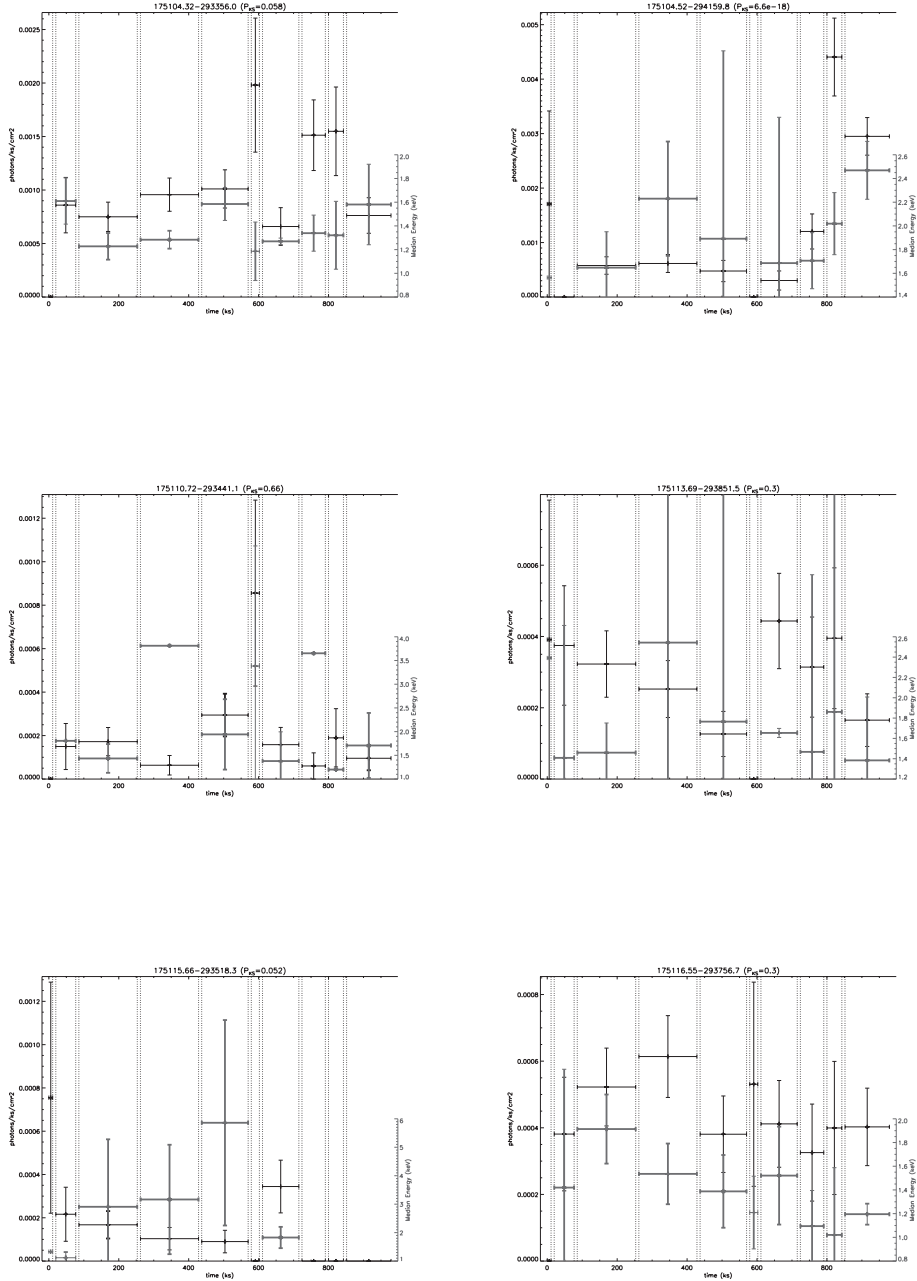 175104.32−293356.0 (P_KS=0.058)
0.0025
0.0020
0.0015
0.0010
0.0005
0.0000
photons/ks/cm2
2.0
1.8
1.6
1.4
1.2
1.0
0.8
Median Energy (keV)
0 200 400 600 800
time (ks)
175104.52−294159.8 (P_KS=6.6e−18)
0.005
0.004
0.003
0.002
0.001
0.000
photons/ks/cm2
2.6
2.4
2.2
2.0
1.8
1.6
1.4
Median Energy (keV)
0 200 400 600 800
time (ks)
175110.72−293441.1 (P_KS=0.66)
0.0012
0.0010
0.0008
0.0006
0.0004
0.0002
0.0000
photons/ks/cm2
4.0
3.5
3.0
2.5
2.0
1.5
1.0
Median Energy (keV)
0 200 400 600 800
time (ks)
175113.69−293851.5 (P_KS=0.3)
0.0006
0.0004
0.0002
0.0000
photons/ks/cm2
2.6
2.4
2.2
2.0
1.8
1.6
1.4
1.2
Median Energy (keV)
0 200 400 600 800
time (ks)
175115.66−293518.3 (P_KS=0.052)
0.0012
0.0010
0.0008
0.0006
0.0004
0.0002
0.0000
photons/ks/cm2
6
5
4
3
2
1
Median Energy (keV)
0 200 400 600 800
time (ks)
175116.55−293756.7 (P_KS=0.3)
0.0008
0.0006
0.0004
0.0002
0.0000
photons/ks/cm2
2.0
1.8
1.6
1.4
1.2
1.0
0.8
Median Energy (keV)
0 200 400 600 800
time (ks)